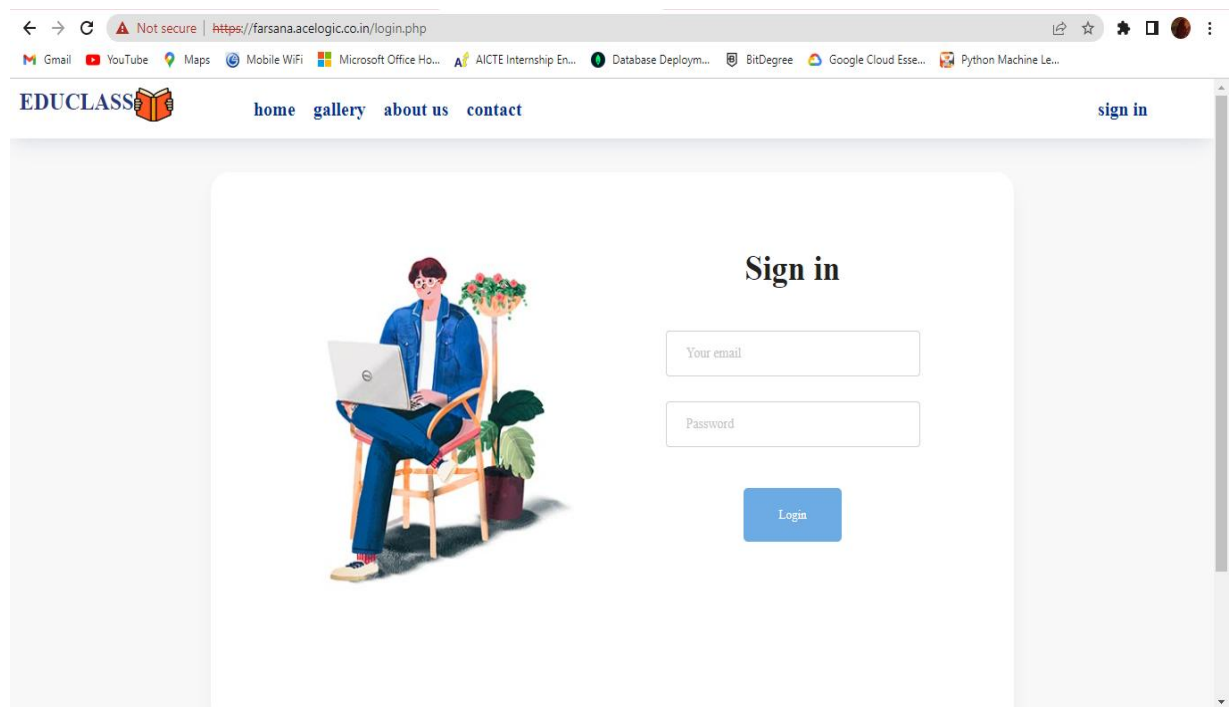 Not secure | https://farsana.acelogic.co.in/login.php
Gmail YouTube Maps Mobile WiFi Microsoft Office Ho... AICTE Internship En... Database Deploym... BitDegree Google Cloud Esse... Python Machine Le...
EDUCLASS home gallery about us contact sign in
Sign in
Your email
Password
Login